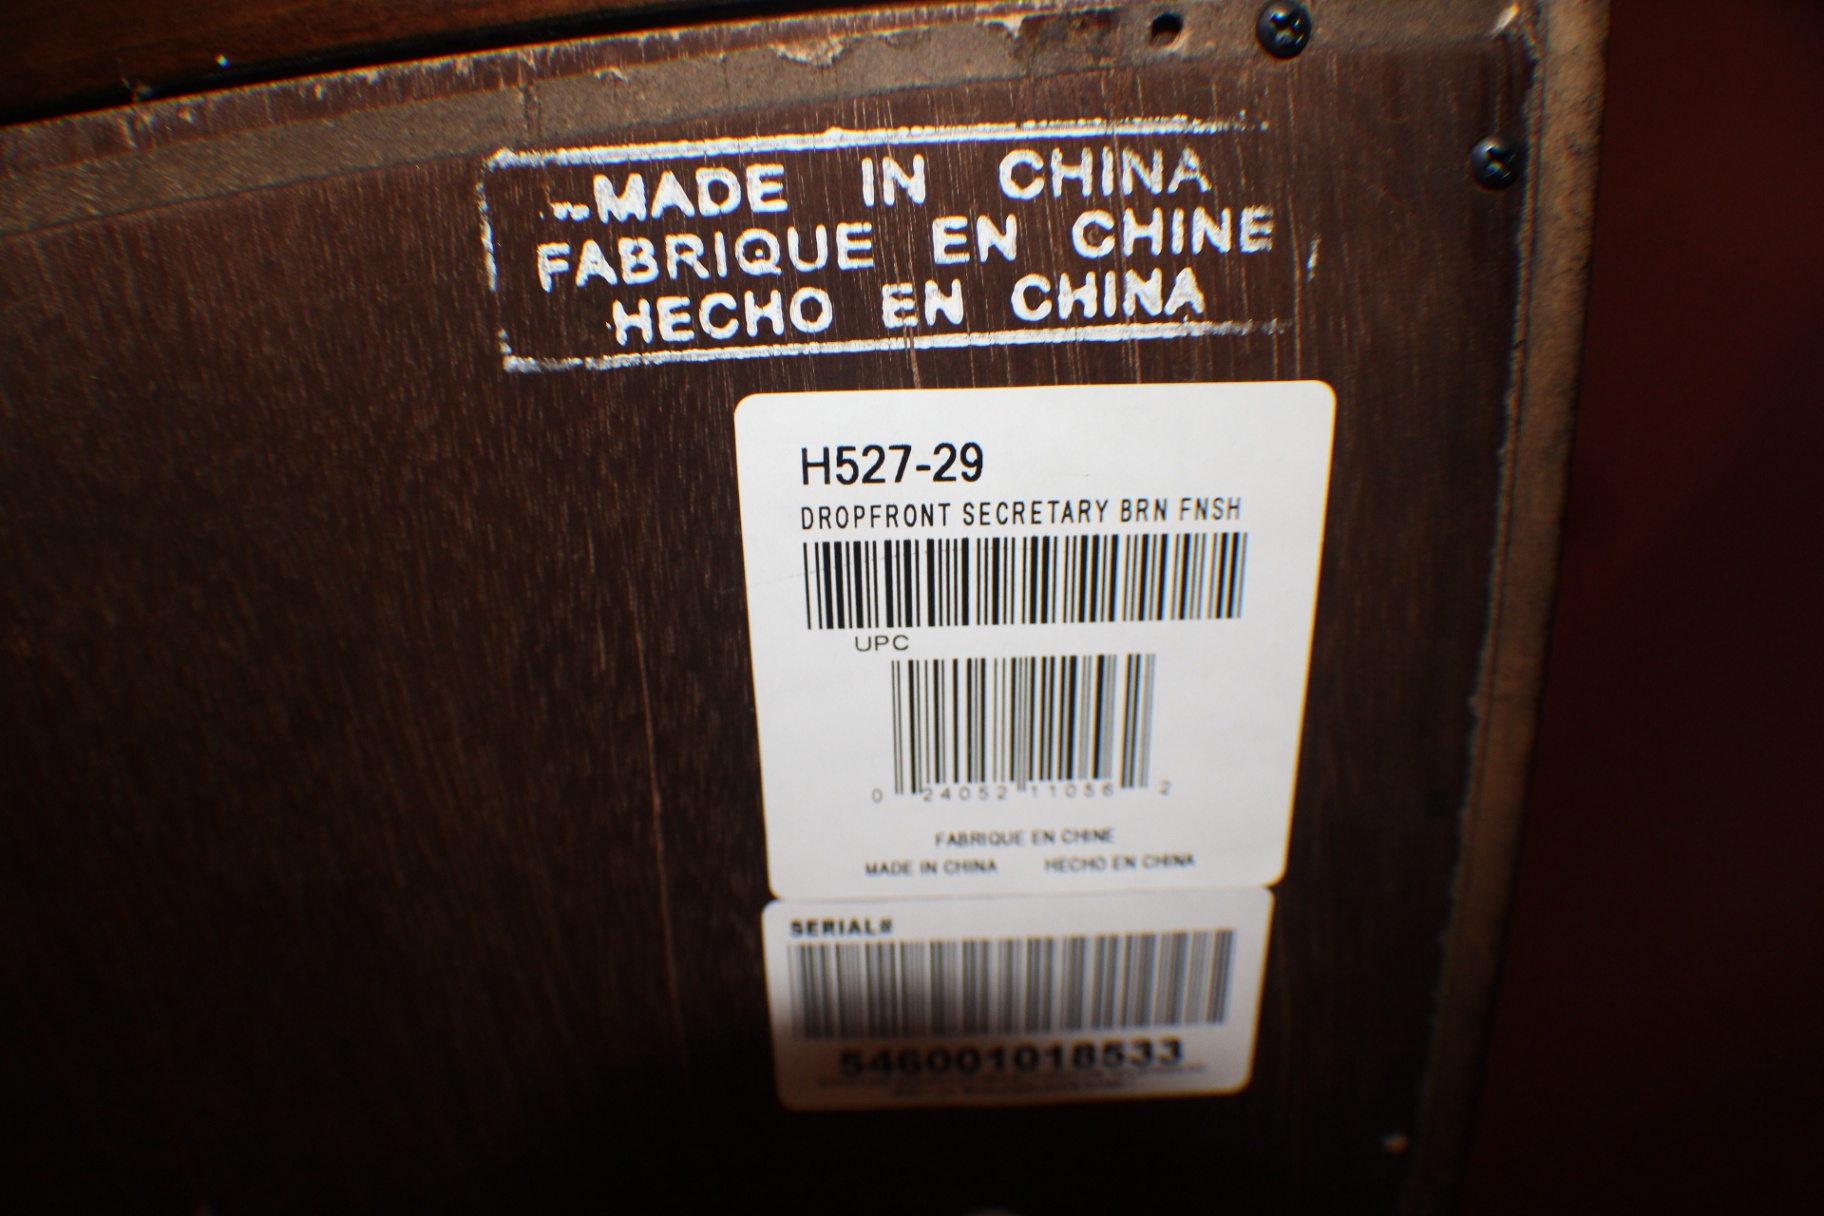 MADE IN CHINA
FABRIQUE EN CHINE
HECHO EN CHINA
H527-29
DROPFRONT SECRETARY BRN FNSH
UPC
0 24052 11056 2
FABRIQUE EN CHINE
MADE IN CHINA HECHO EN CHINA
SERIAL#
546001018533